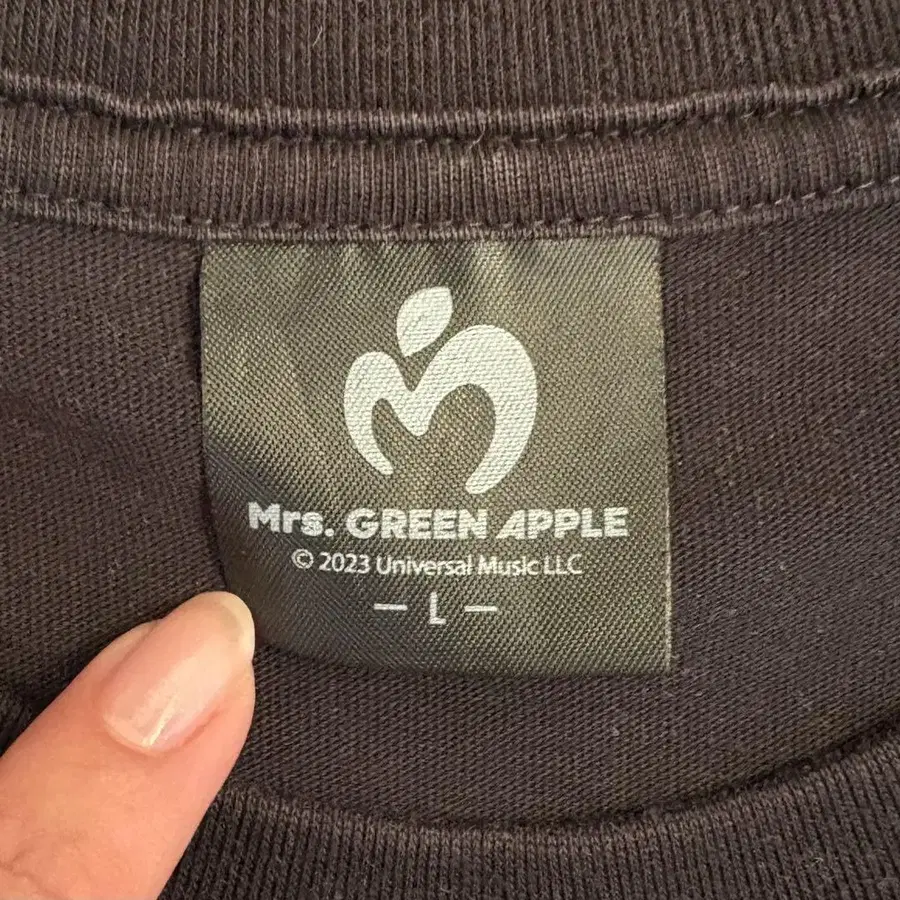 Mrs. GREEN APPLE
© 2023 Universal Music LLC
— L —